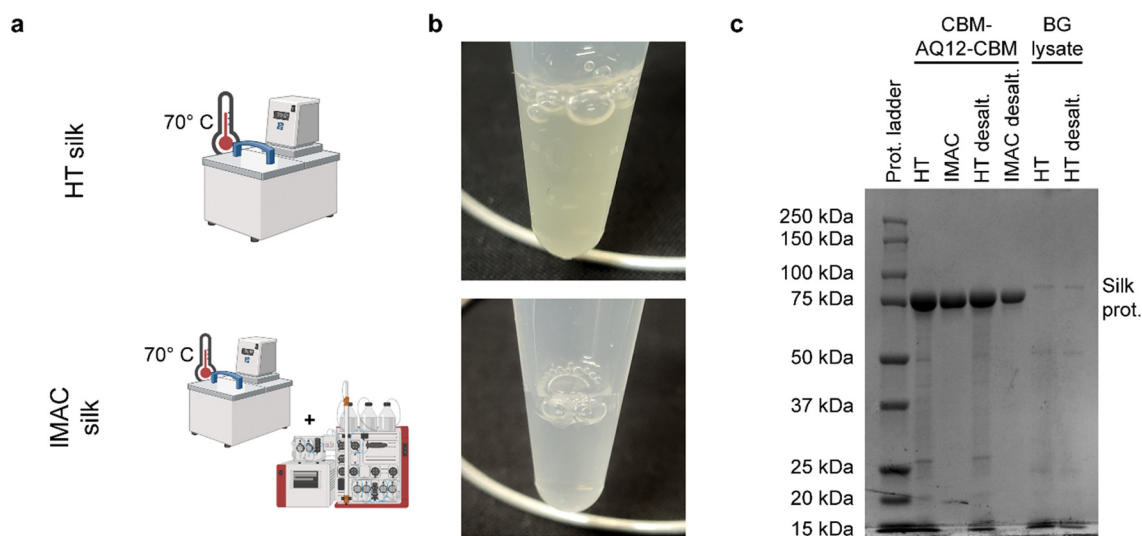 a
HT silk
70° C
IMAC
silk
70° C
+
b
c
CBM-
AQ12-CBM
BG
lysate
Prot. ladder
HT
IMAC
HT desalt.
IMAC desalt.
HT
HT desalt.
250 kDa
150 kDa
100 kDa
75 kDa
50 kDa
37 kDa
25 kDa
20 kDa
15 kDa
Silk
prot.